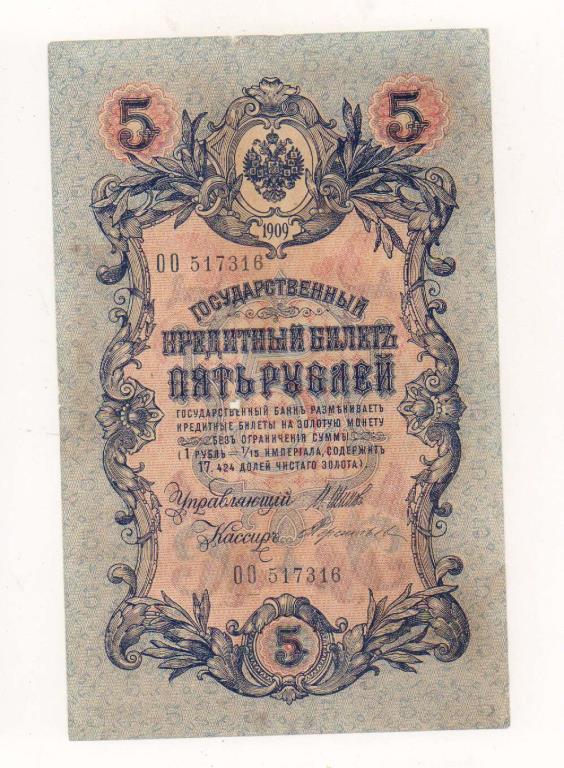 5 5
1909
ОО 517316
ГОСУДАРСТВЕННЫЙ
КРЕДИТНЫЙ БИЛЕТЪ
ПЯТЬ РУБЛЕЙ
ГОСУДАРСТВЕННЫЙ БАНКЪ РАЗМѢНИВАЕТЪ
КРЕДИТНЫЕ БИЛЕТЫ НА ЗОЛОТУЮ МОНЕТУ
БЕЗЪ ОГРАНИЧЕНІЯ СУММЫ
(1 РУБЛЬ = 1/15 ИМПЕРІАЛА, СОДЕРЖИТЪ
17,424 ДОЛЕЙ ЧИСТАГО ЗОЛОТА).
Управляющій
Кассиръ
ОО 517316
5